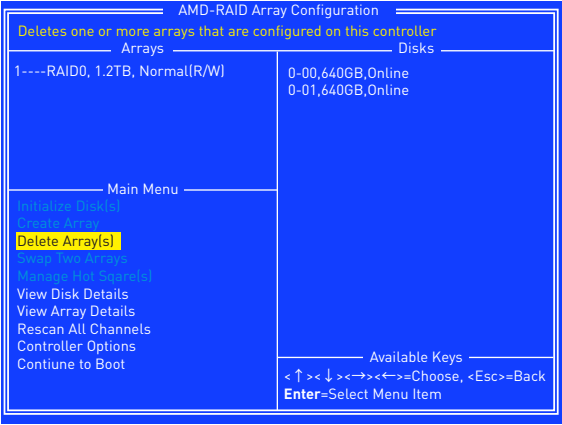 AMD-RAID Array Configuration
Deletes one or more arrays that are configured on this controller
Arrays
1----RAID0, 1.2TB, Normal(R/W)
Disks
0-00,640GB,Online
0-01,640GB,Online
Main Menu
Initialize Disk(s)
Create Array
Delete Array(s)
Swap Two Arrays
Manage Hot Sqare(s)
View Disk Details
View Array Details
Rescan All Channels
Controller Options
Contiune to Boot
Available Keys
<↑><↓><→><←>=Choose, <Esc>=Back
Enter=Select Menu Item